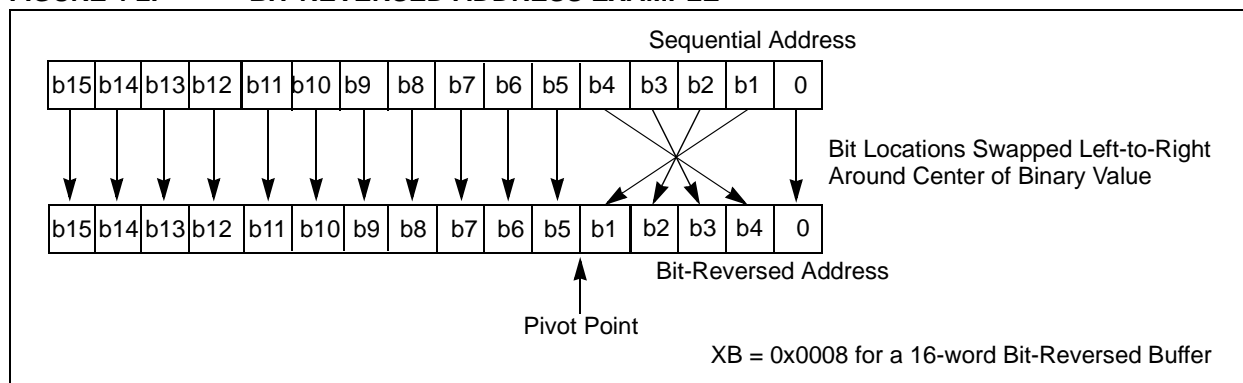 Sequential Address
b15 b14 b13 b12 b11 b10 b9 b8 b7 b6 b5 b4 b3 b2 b1 0
Bit Locations Swapped Left-to-Right
Around Center of Binary Value
b15 b14 b13 b12 b11 b10 b9 b8 b7 b6 b5 b1 b2 b3 b4 0
Bit-Reversed Address
Pivot Point
XB = 0x0008 for a 16-word Bit-Reversed Buffer